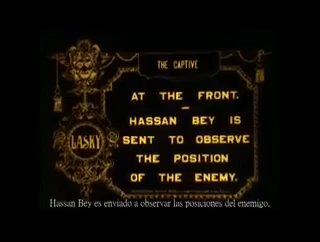 THE CAPTIVE
AT THE FRONT.
HASSAN BEY IS
SENT TO OBSERVE
THE POSITION
OF THE ENEMY.
LASKY
Hassan Bey es enviado a observar las posiciones del enemigo.